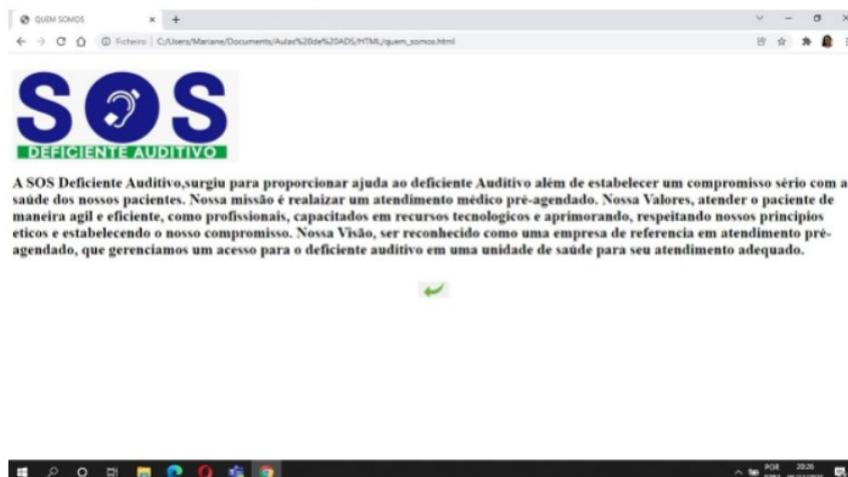 QUEM SOMOS
Ficheiro | C:/Users/Mariane/Documents/Aulas%20de%20ADS/HTML/quem_somos.html
SOS
DEFICIENTE AUDITIVO
A SOS Deficiente Auditivo,surgiu para proporcionar ajuda ao deficiente Auditivo além de estabelecer um compromisso sério com a
saúde dos nossos pacientes. Nossa missão é realaizar um atendimento médico pré-agendado. Nossa Valores, atender o paciente de
maneira agil e eficiente, como profissionais, capacitados em recursos tecnologicos e aprimorando, respeitando nossos principios
eticos e estabelecendo o nosso compromisso. Nossa Visão, ser reconhecido como uma empresa de referencia em atendimento pré-
agendado, que gerenciamos um acesso para o deficiente auditivo em uma unidade de saúde para seu atendimento adequado.
POR 20:26